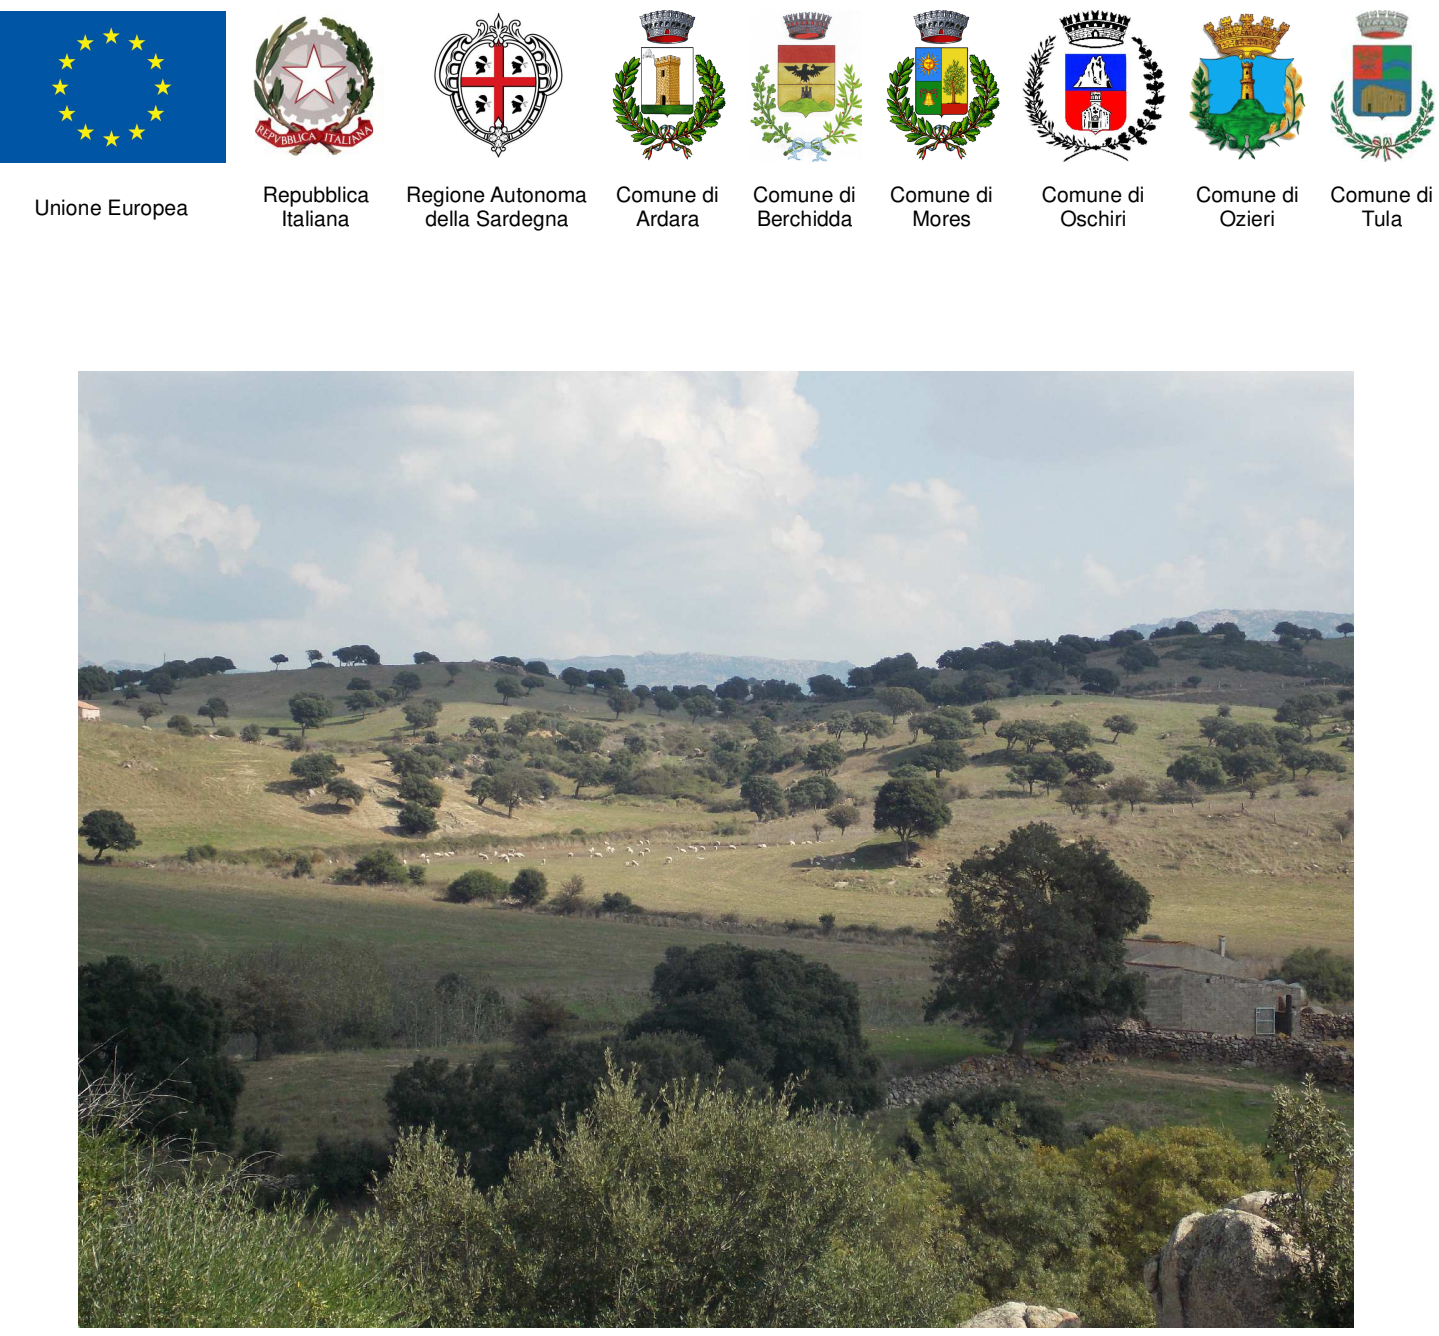 REPVBBLICA ITALIANA
Unione Europea
Repubblica
Italiana
Regione Autonoma
della Sardegna
Comune di
Ardara
Comune di
Berchidda
Comune di
Mores
Comune di
Oschiri
Comune di
Ozieri
Comune di
Tula